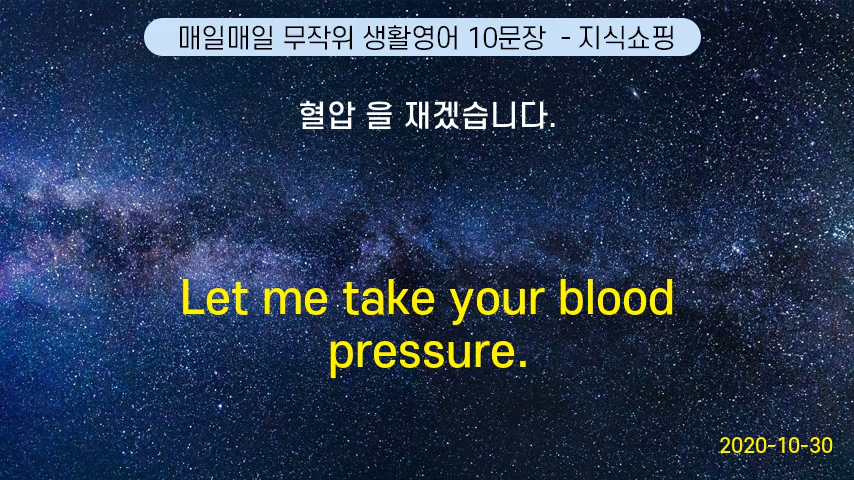 매일매일 무작위 생활영어 10문장 - 지식쇼핑
혈압 을 재겠습니다.
Let me take your blood
pressure.
2020-10-30